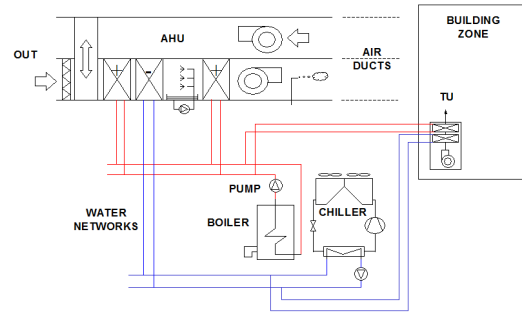 BUILDING
ZONE
AHU
OUT
AIR
DUCTS
TU
+
-
+
PUMP
BOILER
CHILLER
WATER
NETWORKS